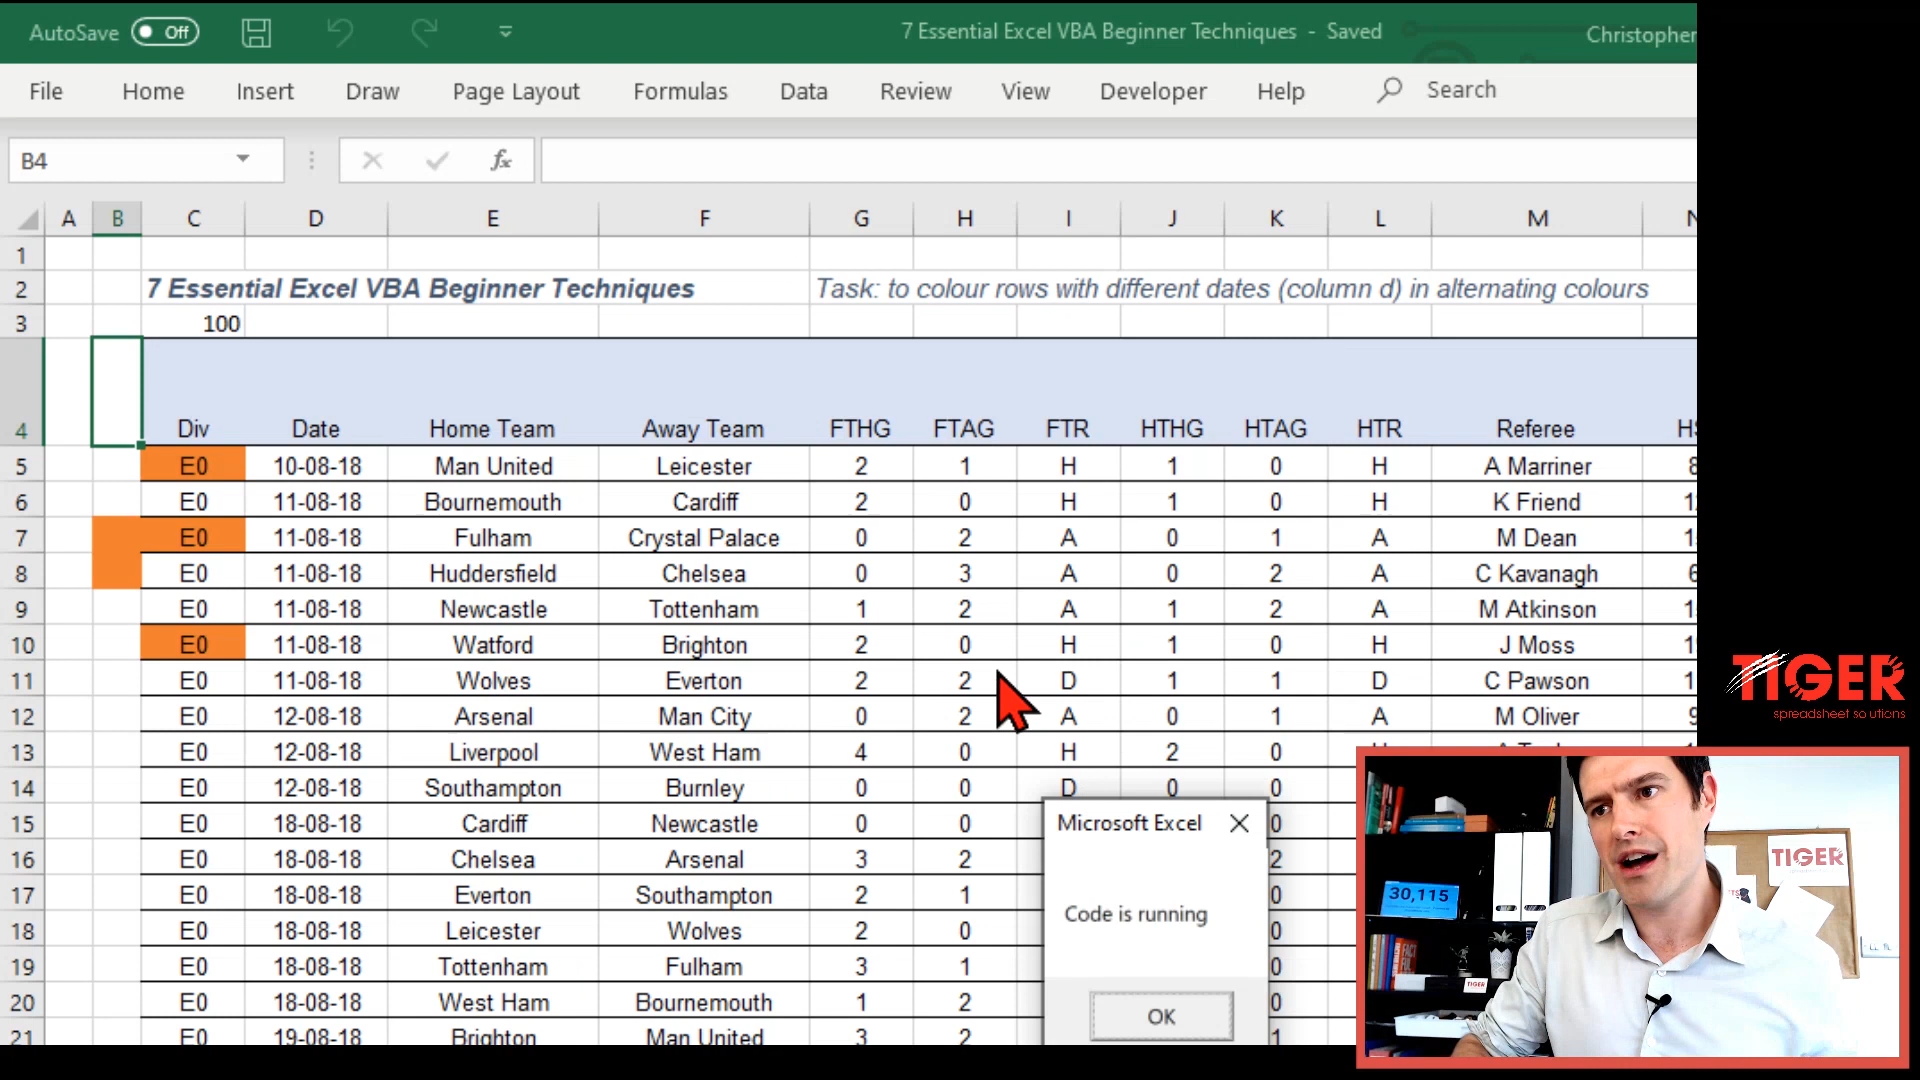 AutoSave Off 7 Essential Excel VBA Beginner Techniques - Saved Christopher
File Home Insert Draw Page Layout Formulas Data Review View Developer Help Search
B4 fx
A B C D E F G H I J K L M
1
2 7 Essential Excel VBA Beginner Techniques Task: to colour rows with different dates (column d) in alternating colours
3 100
4 Div Date Home Team Away Team FTHG FTAG FTR HTHG HTAG HTR Referee
5 E0 10-08-18 Man United Leicester 2 1 H 1 0 H A Marriner
6 E0 11-08-18 Bournemouth Cardiff 2 0 H 1 0 H K Friend
7 E0 11-08-18 Fulham Crystal Palace 0 2 A 0 1 A M Dean
8 E0 11-08-18 Huddersfield Chelsea 0 3 A 0 2 A C Kavanagh
9 E0 11-08-18 Newcastle Tottenham 1 2 A 1 2 A M Atkinson
10 E0 11-08-18 Watford Brighton 2 0 H 1 0 H J Moss
11 E0 11-08-18 Wolves Everton 2 2 D 1 1 D C Pawson
12 E0 12-08-18 Arsenal Man City 0 2 A 0 1 A M Oliver
13 E0 12-08-18 Liverpool West Ham 4 0 H 2 0
14 E0 12-08-18 Southampton Burnley 0 0 D 0 0
15 E0 18-08-18 Cardiff Newcastle 0 0 0
16 E0 18-08-18 Chelsea Arsenal 3 2 2
17 E0 18-08-18 Everton Southampton 2 1 0
18 E0 18-08-18 Leicester Wolves 2 0 0
19 E0 18-08-18 Tottenham Fulham 3 1 0
20 E0 18-08-18 West Ham Bournemouth 1 2 0
21 E0 19-08-18 Brighton Man United 3 2 1
Microsoft Excel
Code is running
OK
TIGER
spreadsheet solutions
30,115
TIGER
TIGER